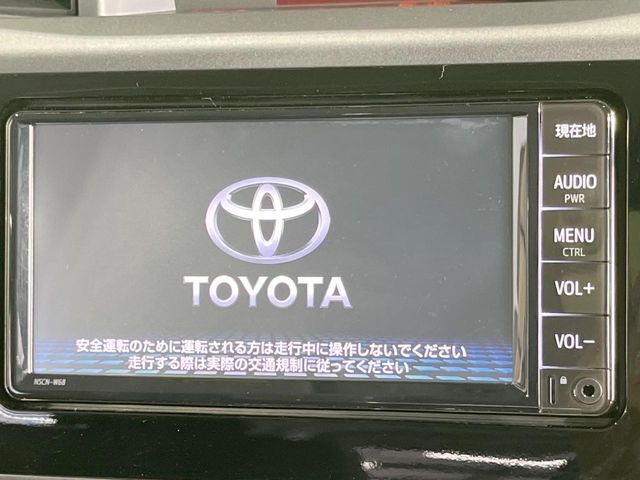 現在地
AUDIO
PWR
MENU
CTRL
VOL+
VOL-
TOYOTA
安全運転のために運転される方は走行中に操作しないでください
走行する際は実際の交通規制に従ってください
NSCN-W68